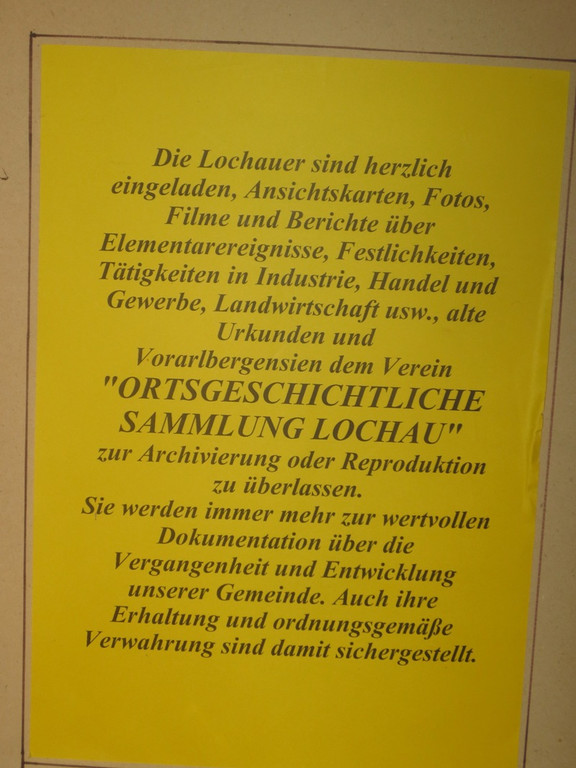 Die Lochauer sind herzlich
eingeladen, Ansichtskarten, Fotos,
Filme und Berichte über
Elementarereignisse, Festlichkeiten,
Tätigkeiten in Industrie, Handel und
Gewerbe, Landwirtschaft usw., alte
Urkunden und
Vorarlbergensien dem Verein
"ORTSGESCHICHTLICHE
SAMMLUNG LOCHAU"
zur Archivierung oder Reproduktion
zu überlassen.
Sie werden immer mehr zur wertvollen
Dokumentation über die
Vergangenheit und Entwicklung
unserer Gemeinde. Auch ihre
Erhaltung und ordnungsgemäße
Verwahrung sind damit sichergestellt.